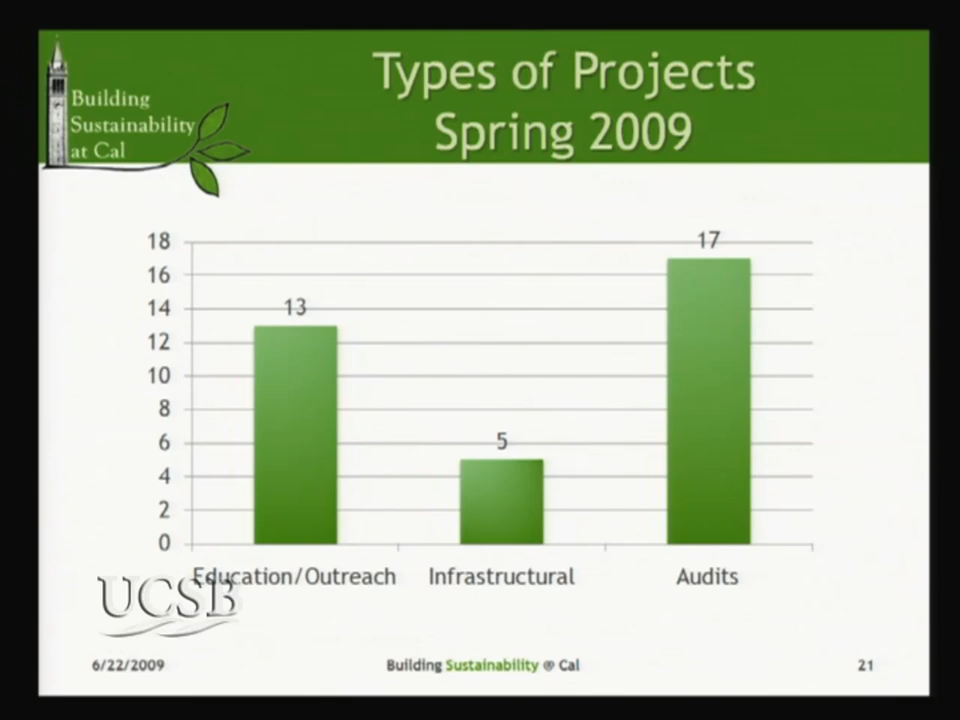 Building
Sustainability
at Cal
Types of Projects
Spring 2009
18
16
14
12
10
8
6
4
2
0
13
5
17
Education/Outreach
Infrastructural
Audits
UCSB
6/22/2009
Building Sustainability @ Cal
21